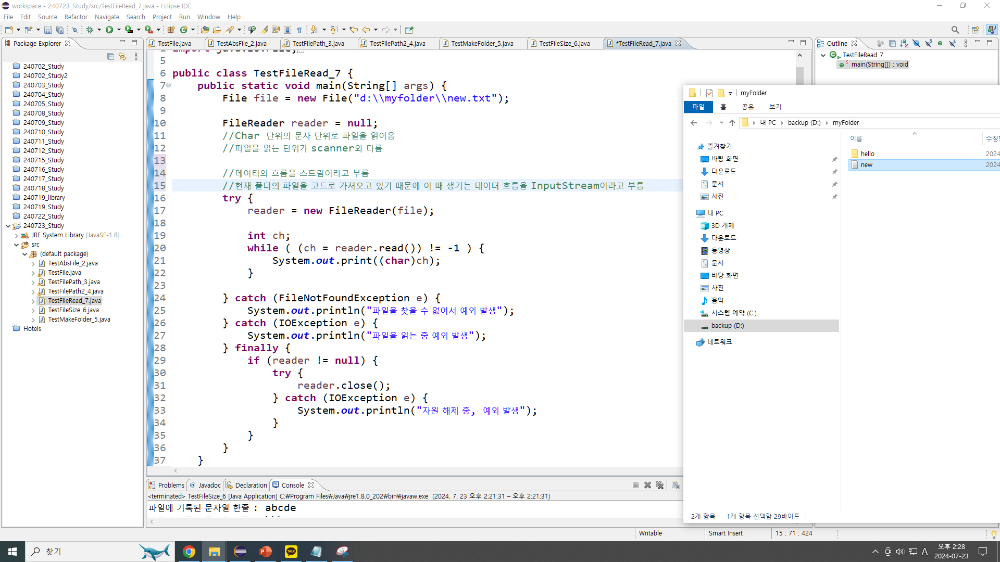 workspace - 240723_Study/src/TestFileRead_7.java - Eclipse IDE
File Edit Source Refactor Navigate Search Project Run Window Help
Package Explorer
240702_Study
240702_Study2
240703_Study
240704_Study
240705_Study
240708_Study
240709_Study
240710_Study
240711_Study
240712_Study
240715_Study
240716_Study
240717_Study
240718_Study
240719_library
240719_Study
240722_Study
240723_Study
JRE System Library [JavaSE-1.8]
src
(default package)
TestAbsFile_2.java
TestFile.java
TestFilePath_3.java
TestFilePath2_4.java
TestFileRead_7.java
TestFileSize_6.java
TestMakeFolder_5.java
Hotels
TestFile.java TestAbsFile_2.java TestFilePath_3.java TestFilePath2_4.java TestMakeFolder_5.java TestFileSize_6.java *TestFileRead_7.java
5
6 public class TestFileRead_7 {
7 public static void main(String[] args) {
8 File file = new File("d:\\myfolder\\new.txt");
9
10 FileReader reader = null;
11 //Char 단위의 문자 단위로 파일을 읽어옴
12 //파일을 읽는 단위가 scanner와 다름
13
14 //데이터의 흐름을 스트림이라고 부름
15 //현재 폴더의 파일을 코드로 가져오고 있기 때문에 이 때 생기는 데이터 흐름을 InputStream이라고 부름
16 try {
17 reader = new FileReader(file);
18
19 int ch;
20 while ( (ch = reader.read()) != -1 ) {
21 System.out.print((char)ch);
22 }
23
24 } catch (FileNotFoundException e) {
25 System.out.println("파일을 찾을 수 없어서 예외 발생");
26 } catch (IOException e) {
27 System.out.println("파일을 읽는 중 예외 발생");
28 } finally {
29 if (reader != null) {
30 try {
31 reader.close();
32 } catch (IOException e) {
33 System.out.println("자원 해제 중, 예외 발생");
34 }
35 }
36 }
37 }
Outline
TestFileRead_7
main(String[]) : void
myFolder
파일 홈 공유 보기
내 PC > backup (D:) > myFolder
즐겨찾기
바탕 화면
다운로드
문서
사진
내 PC
3D 개체
다운로드
동영상
문서
바탕 화면
사진
음악
시스템 예약 (C:)
backup (D:)
네트워크
이름
hello 2024
new 2024
2개 항목 1개 항목 선택함 29바이트
Problems Javadoc Declaration Console
<terminated> TestFileSize_6 [Java Application] C:₩Program Files₩Java₩jre1.8.0_202₩bin₩javaw.exe (2024. 7. 23 오후 2:21:31 – 오후 2:21:31)
파일에 기록된 문자열 한줄 : abcde
Writable Smart Insert 15 : 71 : 424
찾기
TALK
A
오후 2:28
2024-07-23